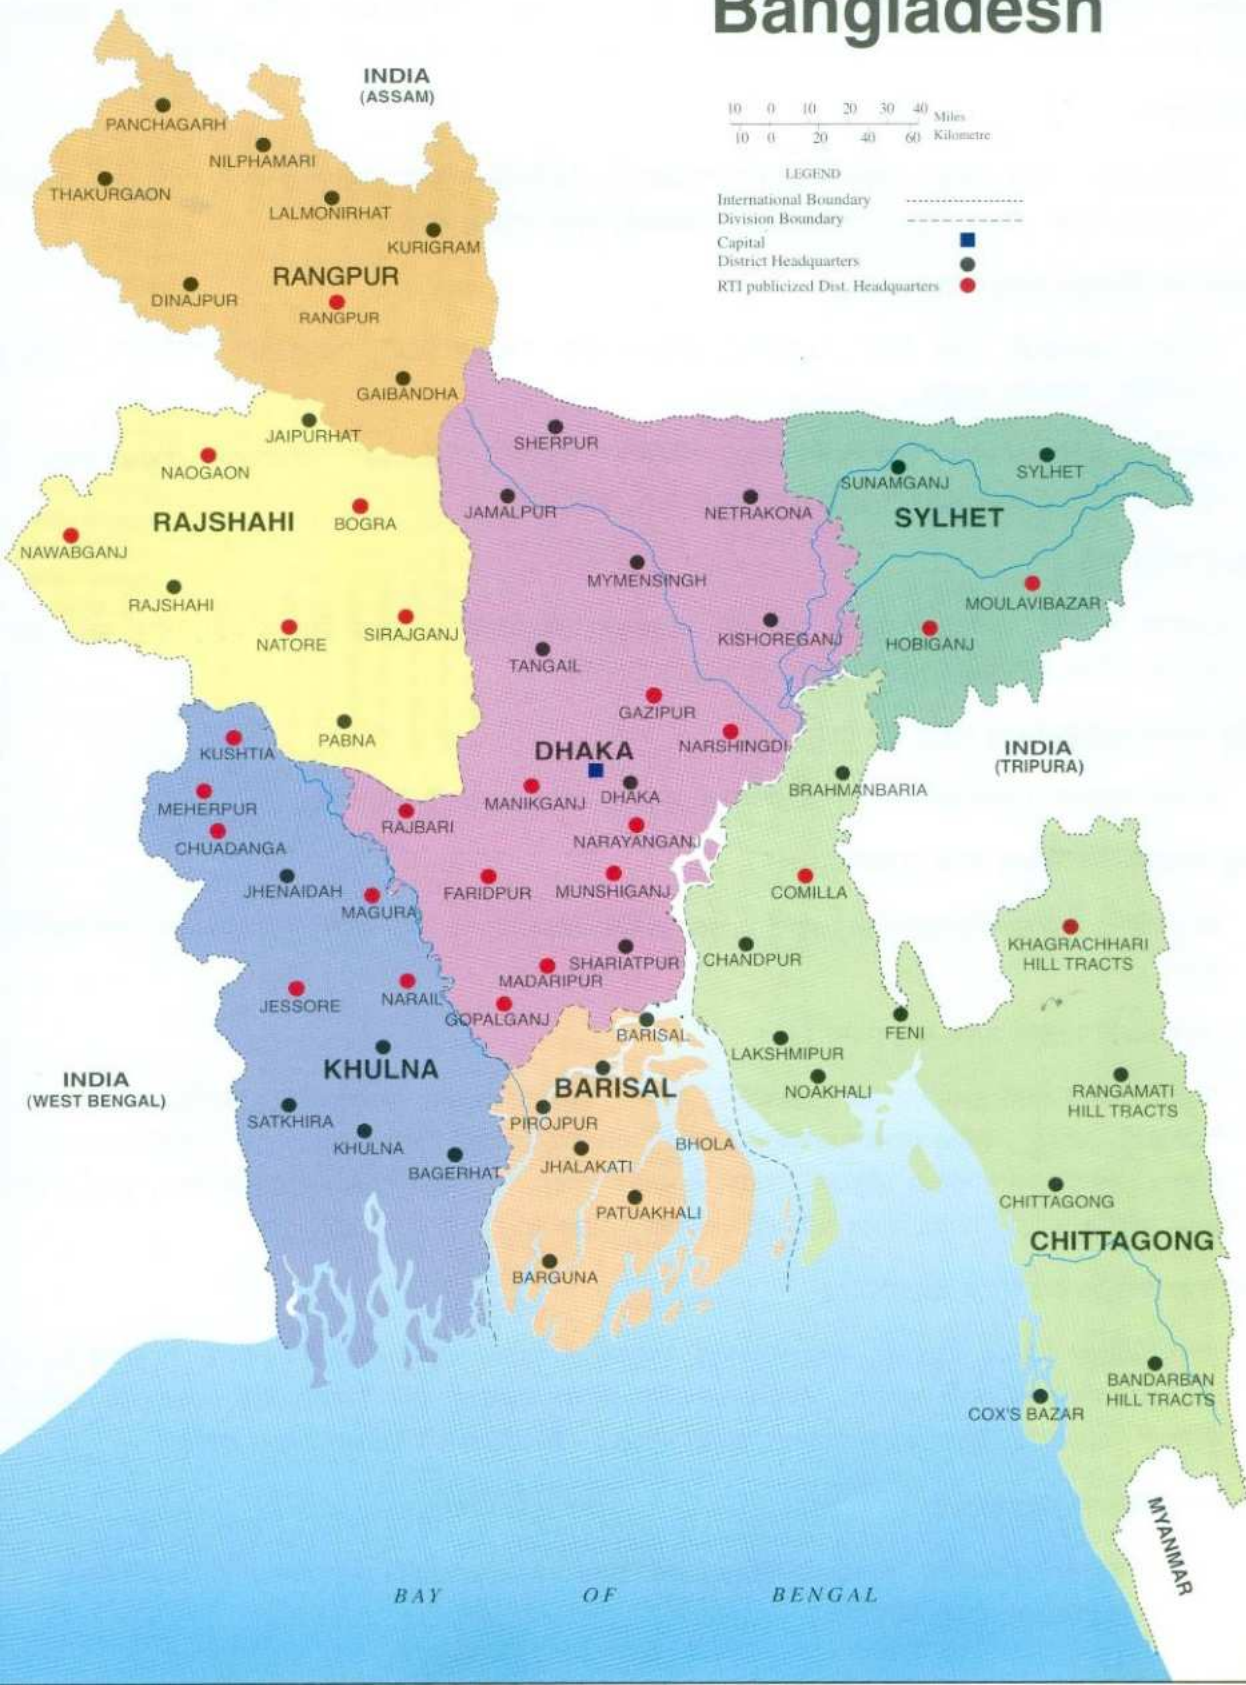 Bangladesh
INDIA
(ASSAM)
10 0 10 20 30 40 Miles
10 0 20 40 60 Kilometre
LEGEND
International Boundary
Division Boundary
Capital
District Headquarters
RTI publicized Dist. Headquarters
PANCHAGARH
NILPHAMARI
THAKURGAON
LALMONIRHAT
KURIGRAM
RANGPUR
DINAJPUR
RANGPUR
GAIBANDHA
JAIPURHAT
NAOGAON
RAJSHAHI
BOGRA
NAWABGANJ
RAJSHAHI
NATORE
SIRAJGANJ
PABNA
SHERPUR
JAMALPUR
NETRAKONA
MYMENSINGH
KISHOREGANJ
TANGAIL
GAZIPUR
NARSHINGDI
DHAKA
MANIKGANJ
DHAKA
RAJBARI
NARAYANGANJ
FARIDPUR
MUNSHIGANJ
SHARIATPUR
MADARIPUR
GOPALGANJ
SUNAMGANJ
SYLHET
SYLHET
MOULAVIBAZAR
HOBIGANJ
INDIA
(TRIPURA)
KUSHTIA
MEHERPUR
CHUADANGA
JHENAIDAH
MAGURA
JESSORE
NARAIL
KHULNA
INDIA
(WEST BENGAL)
SATKHIRA
KHULNA
BAGERHAT
BARISAL
BARISAL
PIROJPUR
BHOLA
JHALAKATI
PATUAKHALI
BARGUNA
BRAHMANBARIA
COMILLA
CHANDPUR
KHAGRACHHARI
HILL TRACTS
FENI
LAKSHMIPUR
NOAKHALI
RANGAMATI
HILL TRACTS
CHITTAGONG
CHITTAGONG
BANDARBAN
HILL TRACTS
COX'S BAZAR
MYANMAR
BAY OF BENGAL